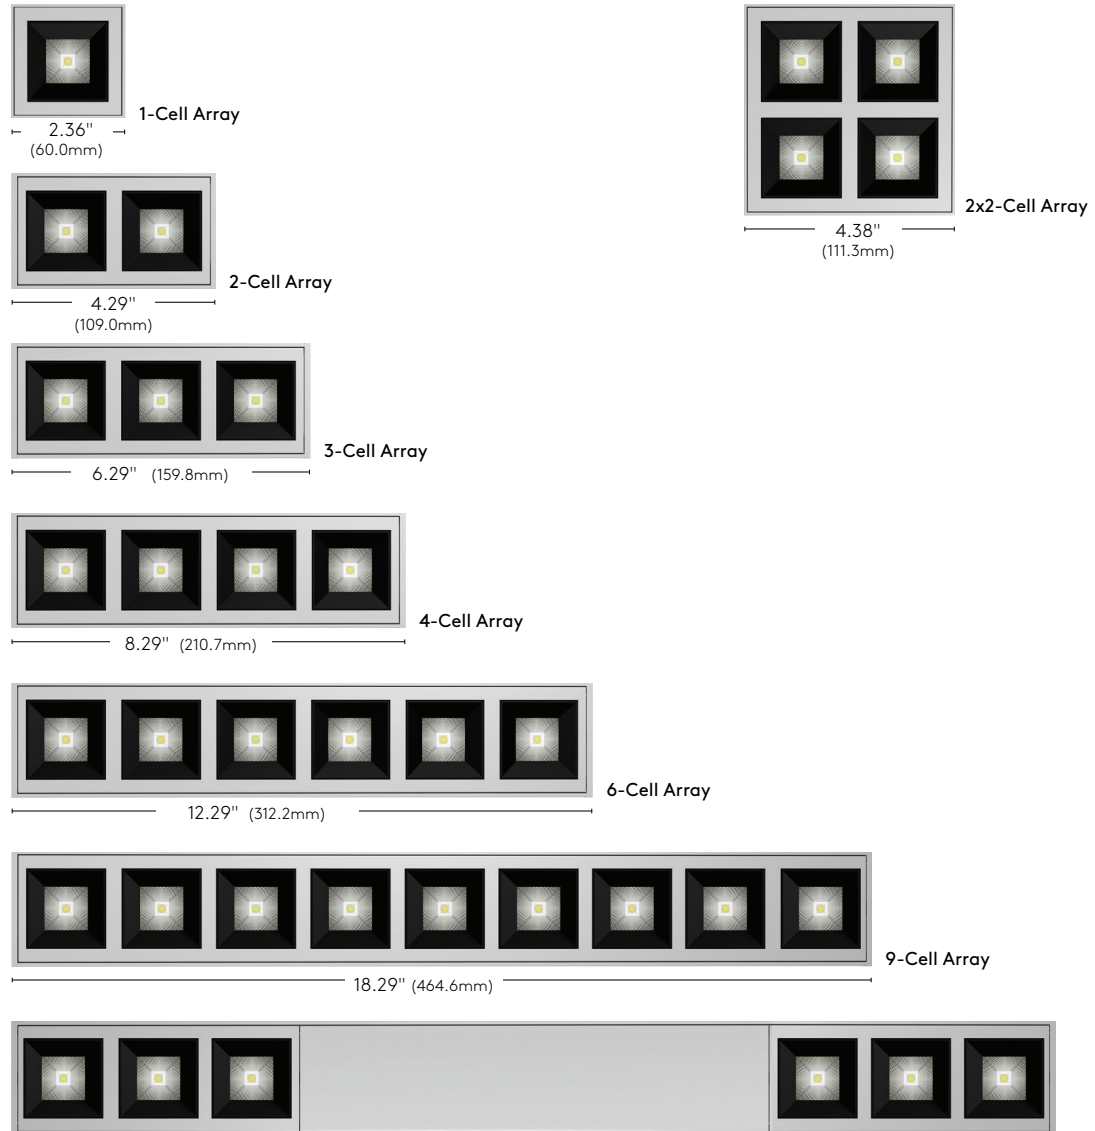 1-Cell Array
2.36"
(60.0mm)
2x2-Cell Array
4.38"
(111.3mm)
2-Cell Array
4.29"
(109.0mm)
3-Cell Array
6.29" (159.8mm)
4-Cell Array
8.29" (210.7mm)
6-Cell Array
12.29" (312.2mm)
9-Cell Array
18.29" (464.6mm)